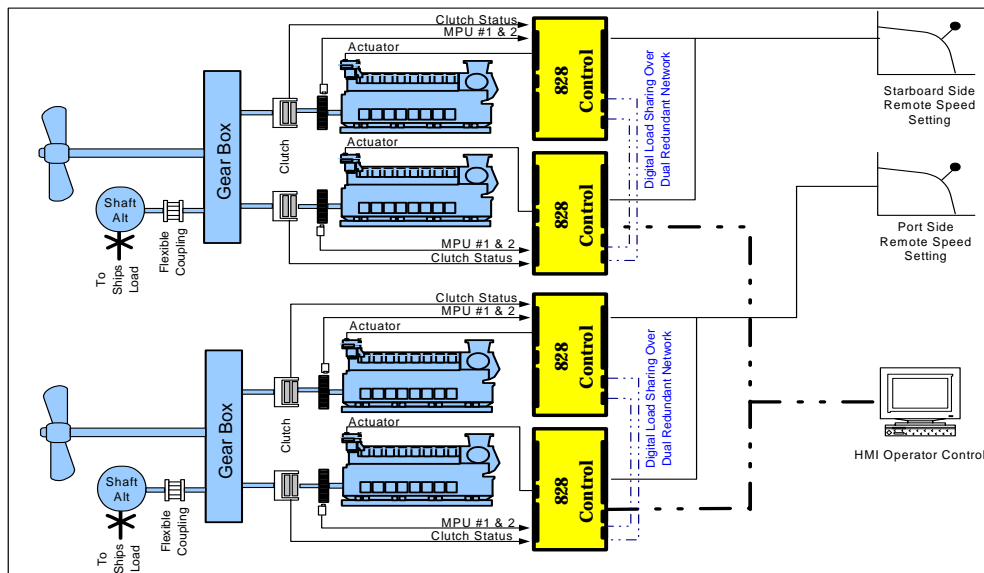 Clutch Status
MPU #1 & 2
Actuator
828
Control
Gear Box
Clutch
Shaft
Alt
Flexible
Coupling
To
Ships
Load
Actuator
828
Control
MPU #1 & 2
Clutch Status
Digital Load Sharing Over
Dual Redundant Network
Starboard Side
Remote Speed
Setting
Port Side
Remote Speed
Setting
Clutch Status
MPU #1 & 2
Actuator
828
Control
Gear Box
Clutch
Shaft
Alt
Flexible
Coupling
To
Ships
Load
Actuator
828
Control
MPU #1 & 2
Clutch Status
Digital Load Sharing Over
Dual Redundant Network
HMI Operator Control